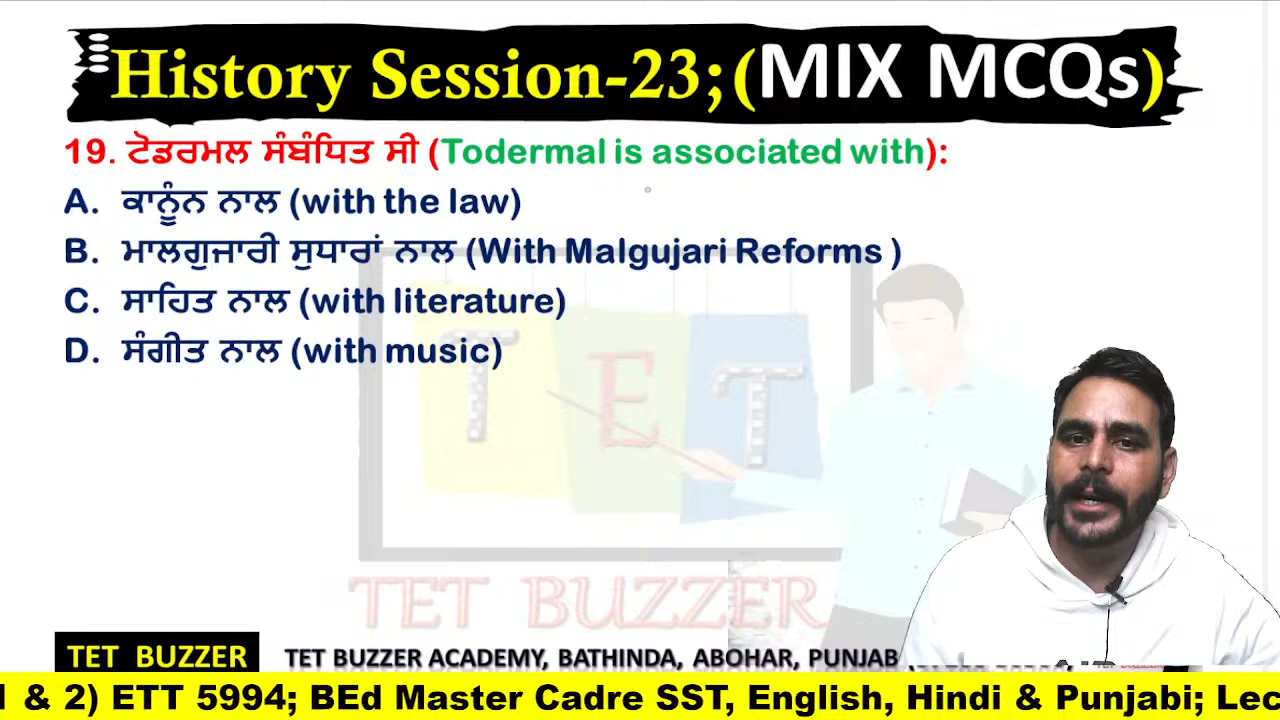 History Session-23;(MIX MCQs)
19. ਟੋਡਰਮਲ ਸੰਬੰਧਿਤ ਸੀ (Todermal is associated with):
A. ਕਾਨੂੰਨ ਨਾਲ (with the law)
B. ਮਾਲਗੁਜਾਰੀ ਸੁਧਾਰਾਂ ਨਾਲ (With Malgujari Reforms )
C. ਸਾਹਿਤ ਨਾਲ (with literature)
D. ਸੰਗੀਤ ਨਾਲ (with music)
TET
TET BUZZER
TET BUZZER TET BUZZER ACADEMY, BATHINDA, ABOHAR, PUNJAB
& 2) ETT 5994; BEd Master Cadre SST, English, Hindi & Punjabi; Lec